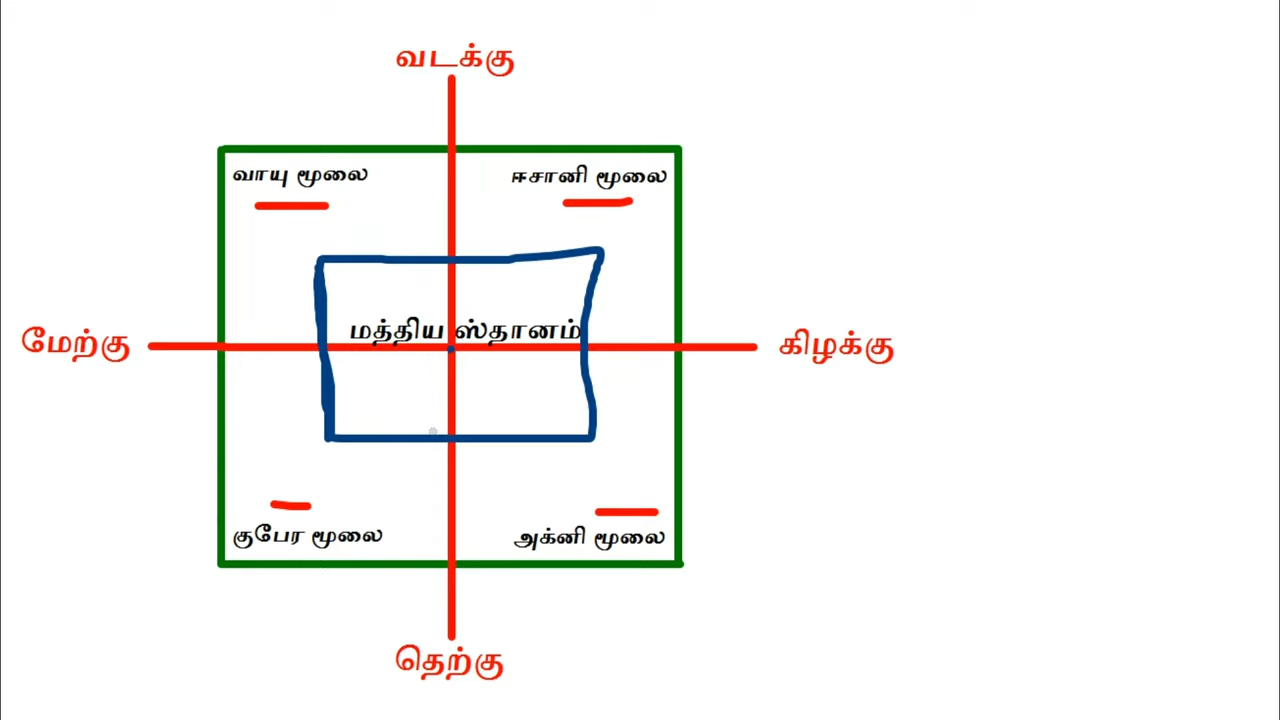 வடக்கு
வாயு மூலை
ஈசானி மூலை
மத்திய ஸ்தானம்
மேற்கு
கிழக்கு
குபேர மூலை
அக்னி மூலை
தெற்கு